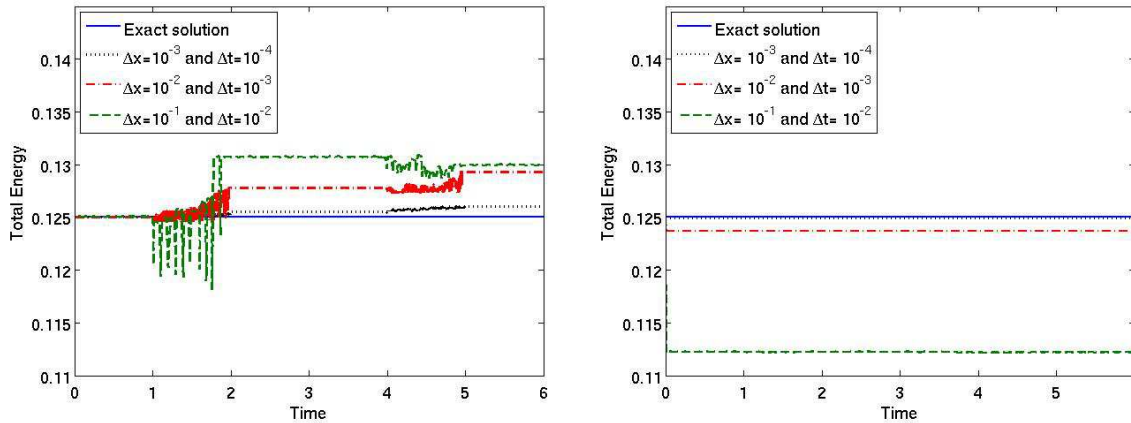 Exact solution
Δx=10⁻³ and Δt=10⁻⁴
Δx=10⁻² and Δt=10⁻³
Δx=10⁻¹ and Δt=10⁻²
0.14
0.135
0.13
0.125
0.12
0.115
0.11
Total Energy
0 1 2 3 4 5 6
Time
Exact solution
Δx= 10⁻³ and Δt= 10⁻⁴
Δx= 10⁻² and Δt= 10⁻³
Δx= 10⁻¹ and Δt= 10⁻²
0.14
0.135
0.13
0.125
0.12
0.115
0.11
Total Energy
0 1 2 3 4 5
Time